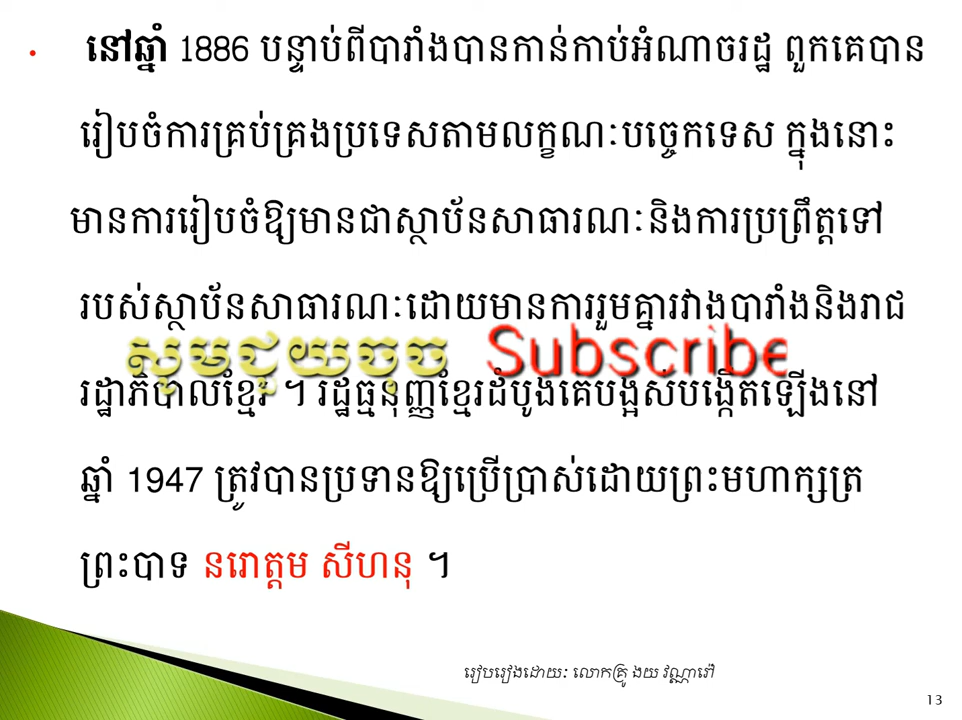 • នៅឆ្នាំ 1886 បន្ទាប់ពីបារាំងបានកាន់កាប់អំណាចរដ្ឋ ពួកគេបាន
រៀបចំការគ្រប់គ្រងប្រទេសតាមលក្ខណៈបច្ចេកទេស ក្នុងនោះ
មានការរៀបចំឱ្យមានជាស្ថាប័នសាធារណៈនិងការប្រព្រឹត្តទៅ
របស់ស្ថាប័នសាធារណៈដោយមានការរួមគ្នារវាងបារាំងនិងរាជ
សូមជួយចុច Subscribe
រដ្ឋាភិបាលខ្មែរ ។ រដ្ឋធម្មនុញ្ញខ្មែរដំបូងគេបង្អស់បង្កើតឡើងនៅ
ឆ្នាំ 1947 ត្រូវបានប្រទានឱ្យប្រើប្រាស់ដោយព្រះមហាក្សត្រ
ព្រះបាទ នរោត្តម សីហនុ ។
រៀបរៀងដោយៈ លោកគ្រូ ងយ វណ្ណាវៅ
13